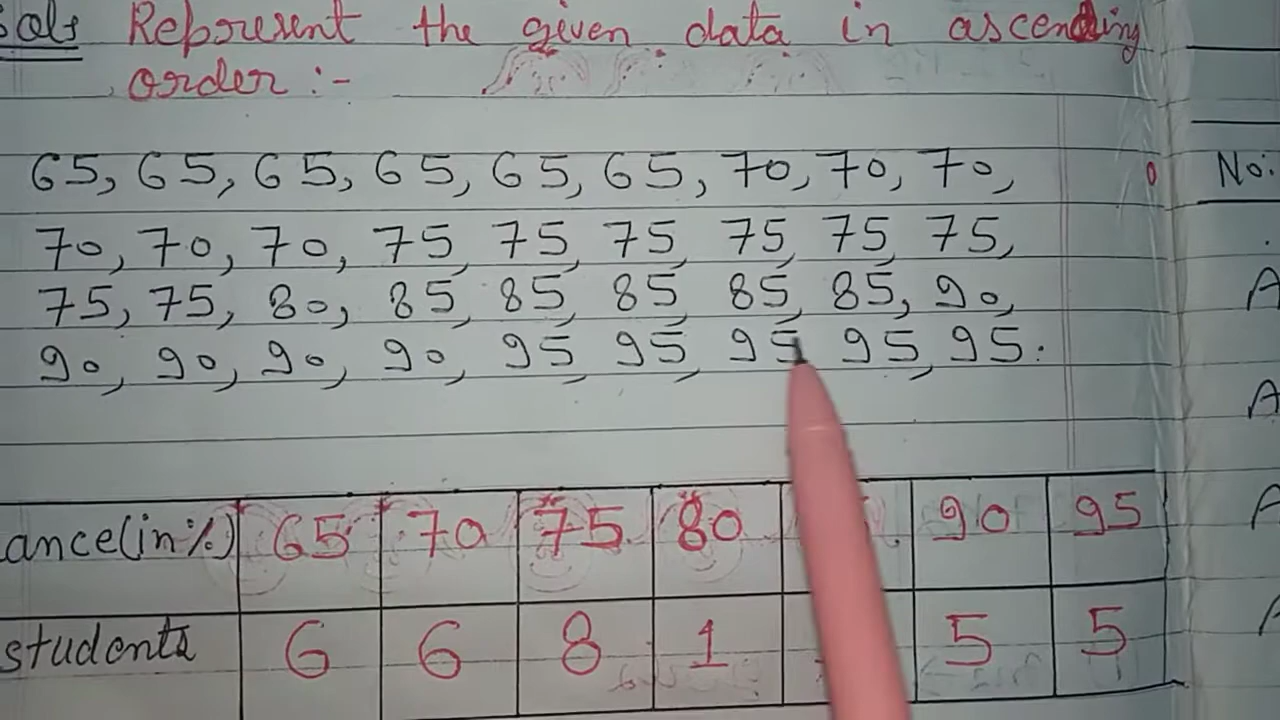 Represent the given data in ascending
order :-
65, 65, 65, 65, 65, 65, 70, 70, 70,
70, 70, 70, 75, 75, 75, 75, 75, 75,
75, 75, 80, 85, 85, 85, 85, 85, 90,
90, 90, 90, 90, 95, 95, 95, 95, 95.
ance(in%) 65 70 75 80 90 95
students 6 6 8 1 5 5
No:
A
A
A
A